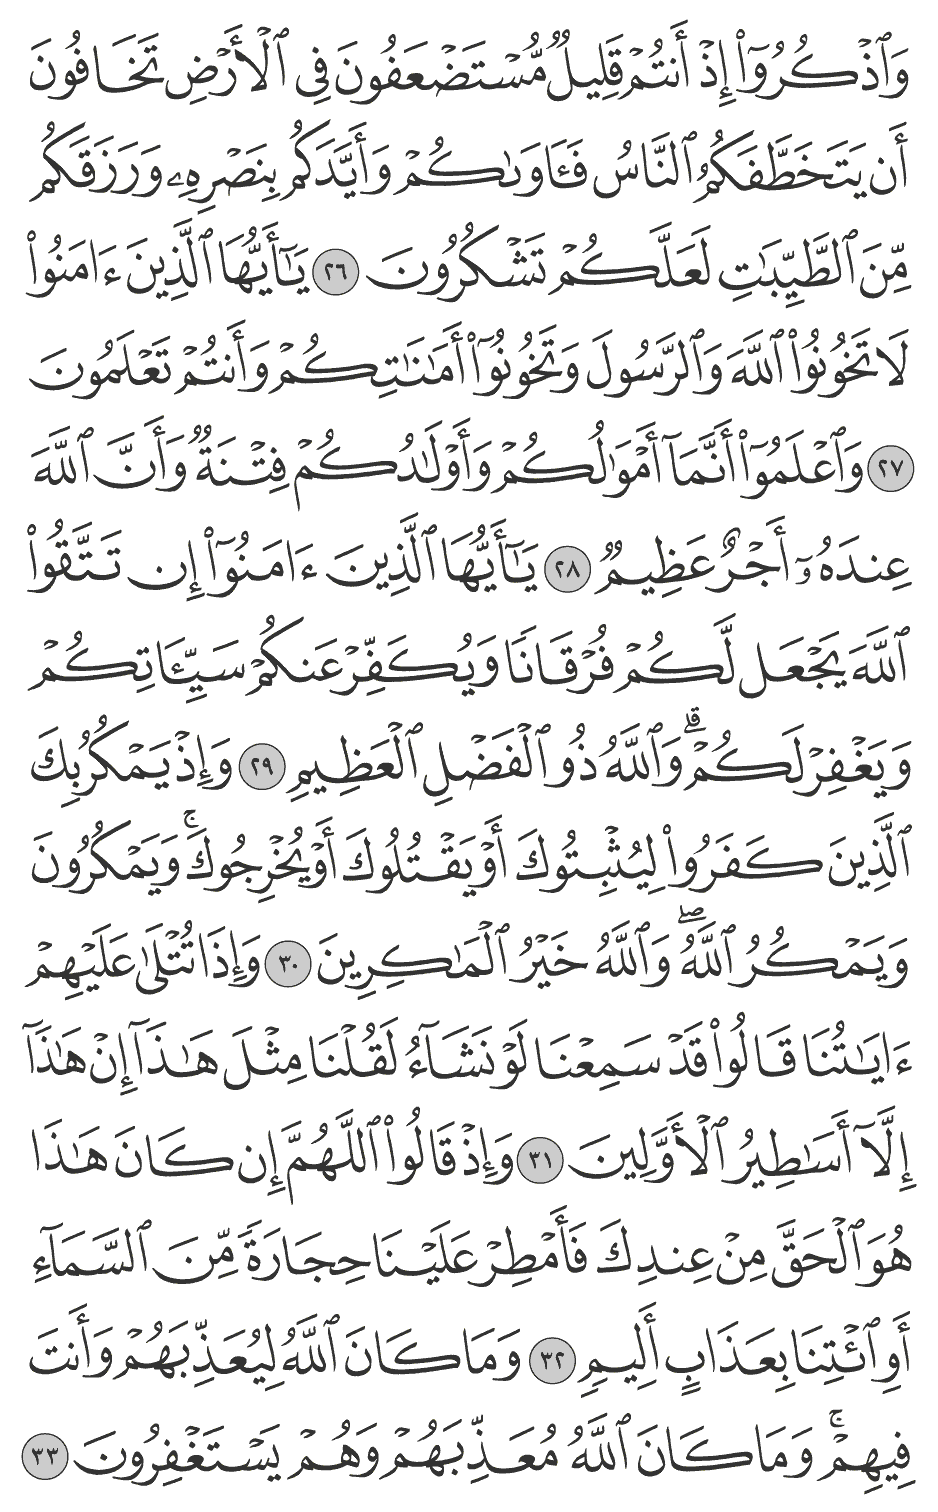 وَٱذۡكُرُوٓاْ إِذۡ أَنتُمۡ قَلِيلٞ مُّسۡتَضۡعَفُونَ فِي ٱلۡأَرۡضِ تَخَافُونَ
أَن يَتَخَطَّفَكُمُ ٱلنَّاسُ فَـَٔاوَىٰكُمۡ وَأَيَّدَكُم بِنَصۡرِهِۦ وَرَزَقَكُم
مِّنَ ٱلطَّيِّبَٰتِ لَعَلَّكُمۡ تَشۡكُرُونَ ٢٦ يَٰٓأَيُّهَا ٱلَّذِينَ ءَامَنُواْ
لَا تَخُونُواْ ٱللَّهَ وَٱلرَّسُولَ وَتَخُونُوٓاْ أَمَٰنَٰتِكُمۡ وَأَنتُمۡ تَعۡلَمُونَ
٢٧ وَٱعۡلَمُوٓاْ أَنَّمَآ أَمۡوَٰلُكُمۡ وَأَوۡلَٰدُكُمۡ فِتۡنَةٞ وَأَنَّ ٱللَّهَ
عِندَهُۥٓ أَجۡرٌ عَظِيمٞ ٢٨ يَٰٓأَيُّهَا ٱلَّذِينَ ءَامَنُوٓاْ إِن تَتَّقُواْ
ٱللَّهَ يَجۡعَل لَّكُمۡ فُرۡقَانٗا وَيُكَفِّرۡ عَنكُمۡ سَيِّـَٔاتِكُمۡ
وَيَغۡفِرۡ لَكُمۡۗ وَٱللَّهُ ذُو ٱلۡفَضۡلِ ٱلۡعَظِيمِ ٢٩ وَإِذۡ يَمۡكُرُ بِكَ
ٱلَّذِينَ كَفَرُواْ لِيُثۡبِتُوكَ أَوۡ يَقۡتُلُوكَ أَوۡ يُخۡرِجُوكَۚ وَيَمۡكُرُونَ
وَيَمۡكُرُ ٱللَّهُۖ وَٱللَّهُ خَيۡرُ ٱلۡمَٰكِرِينَ ٣٠ وَإِذَا تُتۡلَىٰ عَلَيۡهِمۡ
ءَايَٰتُنَا قَالُواْ قَدۡ سَمِعۡنَا لَوۡ نَشَآءُ لَقُلۡنَا مِثۡلَ هَٰذَآ إِنۡ هَٰذَآ
إِلَّآ أَسَٰطِيرُ ٱلۡأَوَّلِينَ ٣١ وَإِذۡ قَالُواْ ٱللَّهُمَّ إِن كَانَ هَٰذَا
هُوَ ٱلۡحَقَّ مِنۡ عِندِكَ فَأَمۡطِرۡ عَلَيۡنَا حِجَارَةٗ مِّنَ ٱلسَّمَآءِ
أَوِ ٱئۡتِنَا بِعَذَابٍ أَلِيمٖ ٣٢ وَمَا كَانَ ٱللَّهُ لِيُعَذِّبَهُمۡ وَأَنتَ
فِيهِمۡۚ وَمَا كَانَ ٱللَّهُ مُعَذِّبَهُمۡ وَهُمۡ يَسۡتَغۡفِرُونَ ٣٣